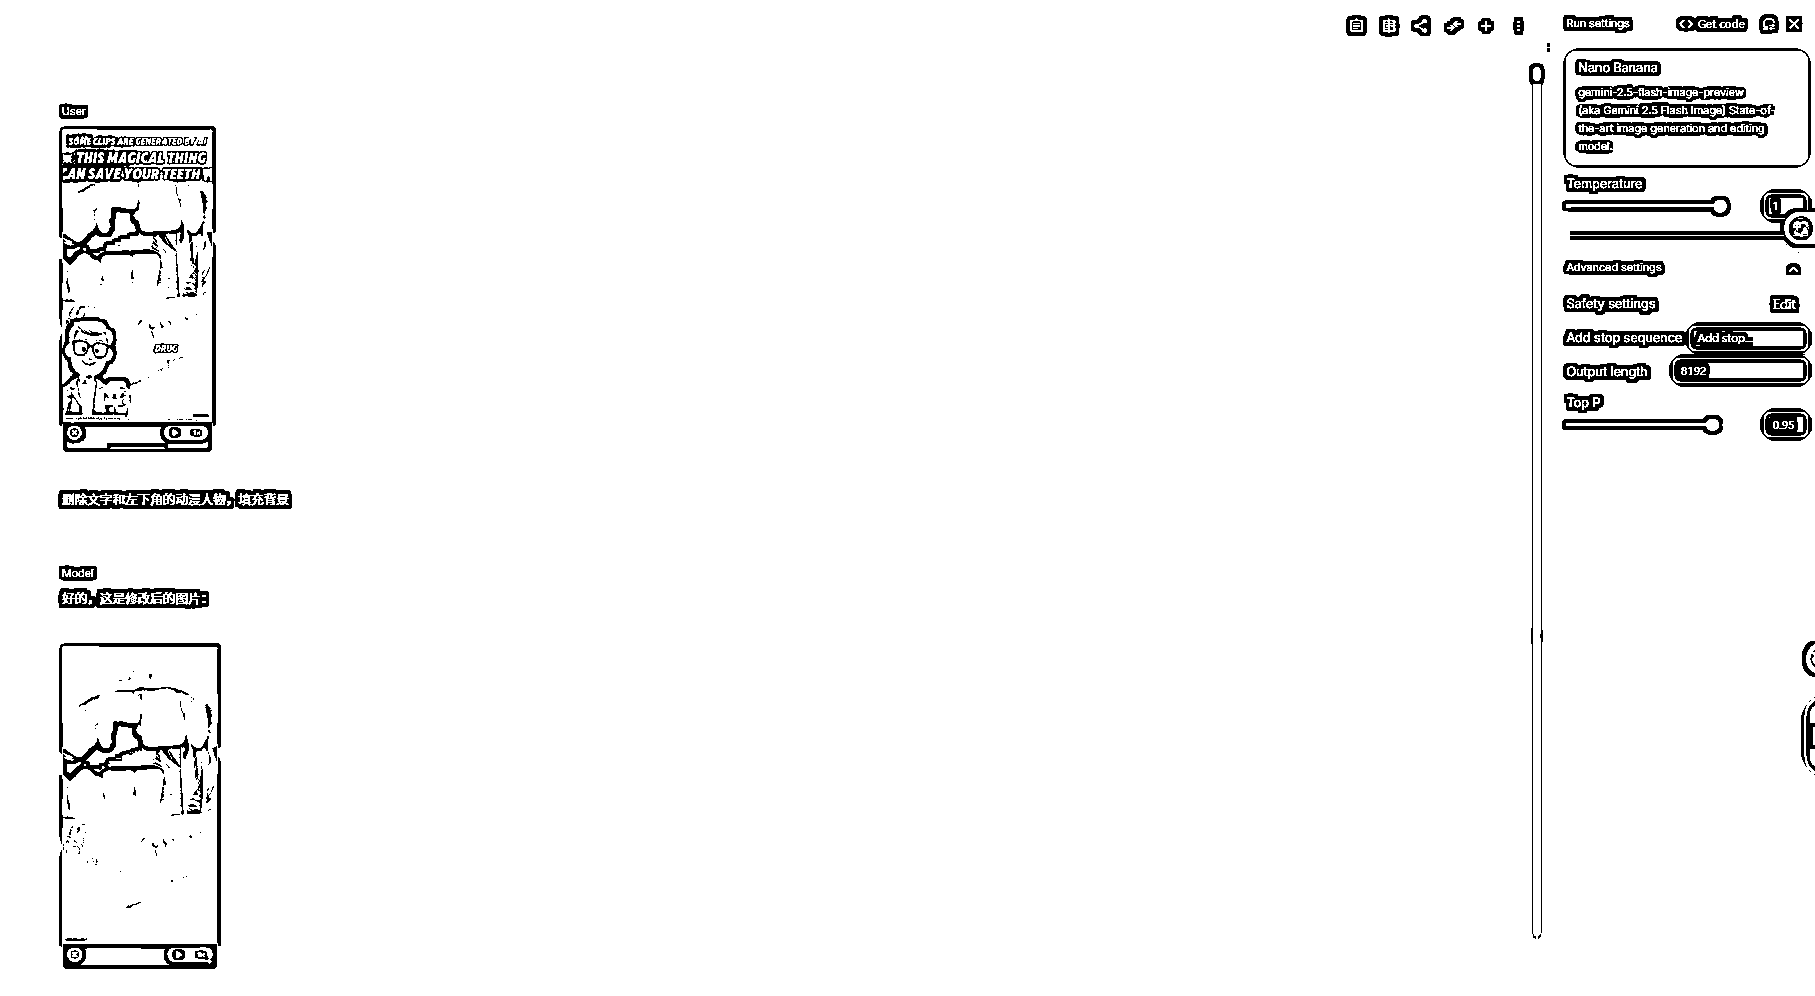 Run settings
Get code
Nano Banana
gemini-2.5-flash-image-preview
(aka Gemini 2.5 Flash Image) State-of-
the-art image generation and editing
model.
Temperature
1
Advanced settings
Safety settings
Edit
Add stop sequence
Add stop...
Output length
8192
Top P
0.95
User
SOME CLIPS ARE GENERATED BY AI
THIS MAGICAL THING
AN SAVE YOUR TEETH
DRUG
删除文字和左下角的动漫人物，填充背景
Model
好的，这是修改后的图片：